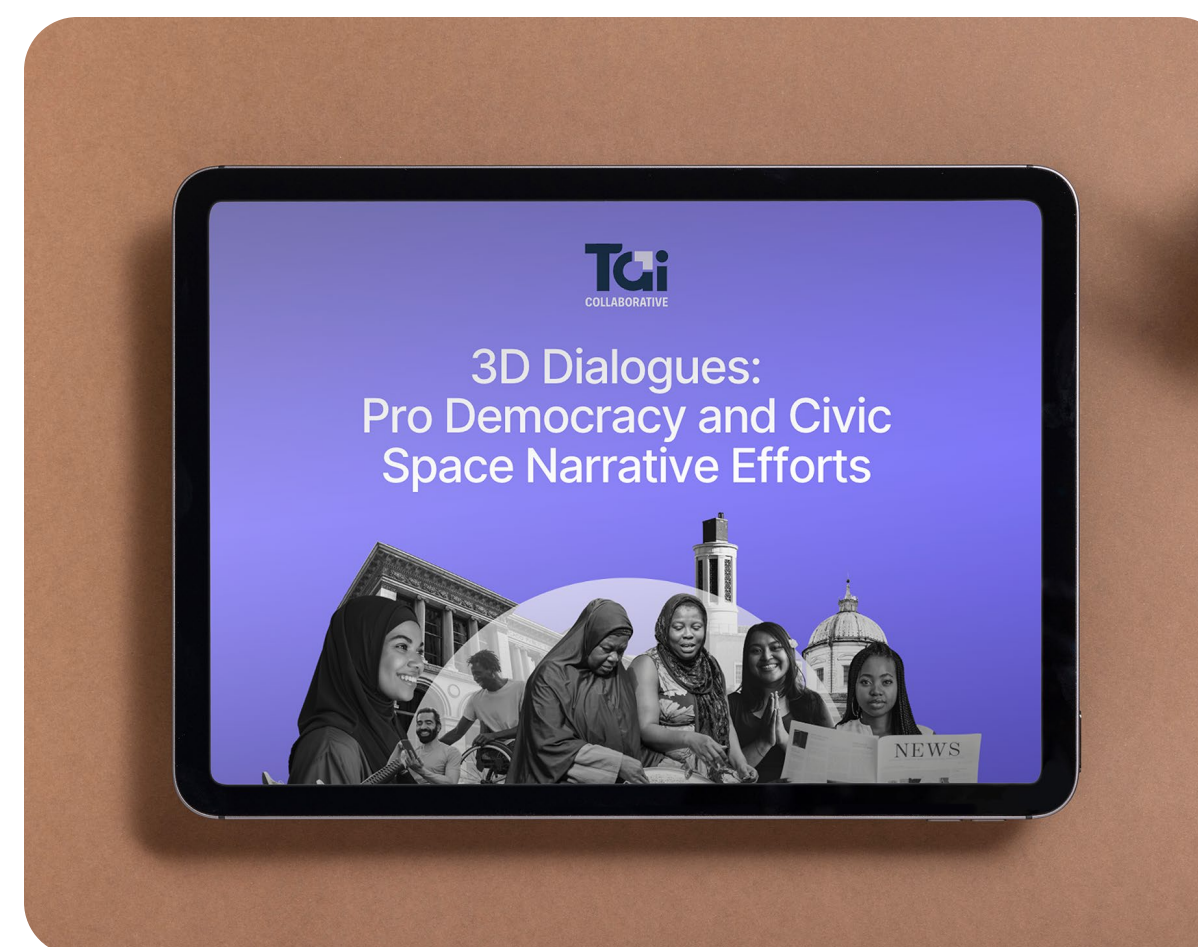 TAi
COLLABORATIVE
3D Dialogues:
Pro Democracy and Civic
Space Narrative Efforts
NEWS